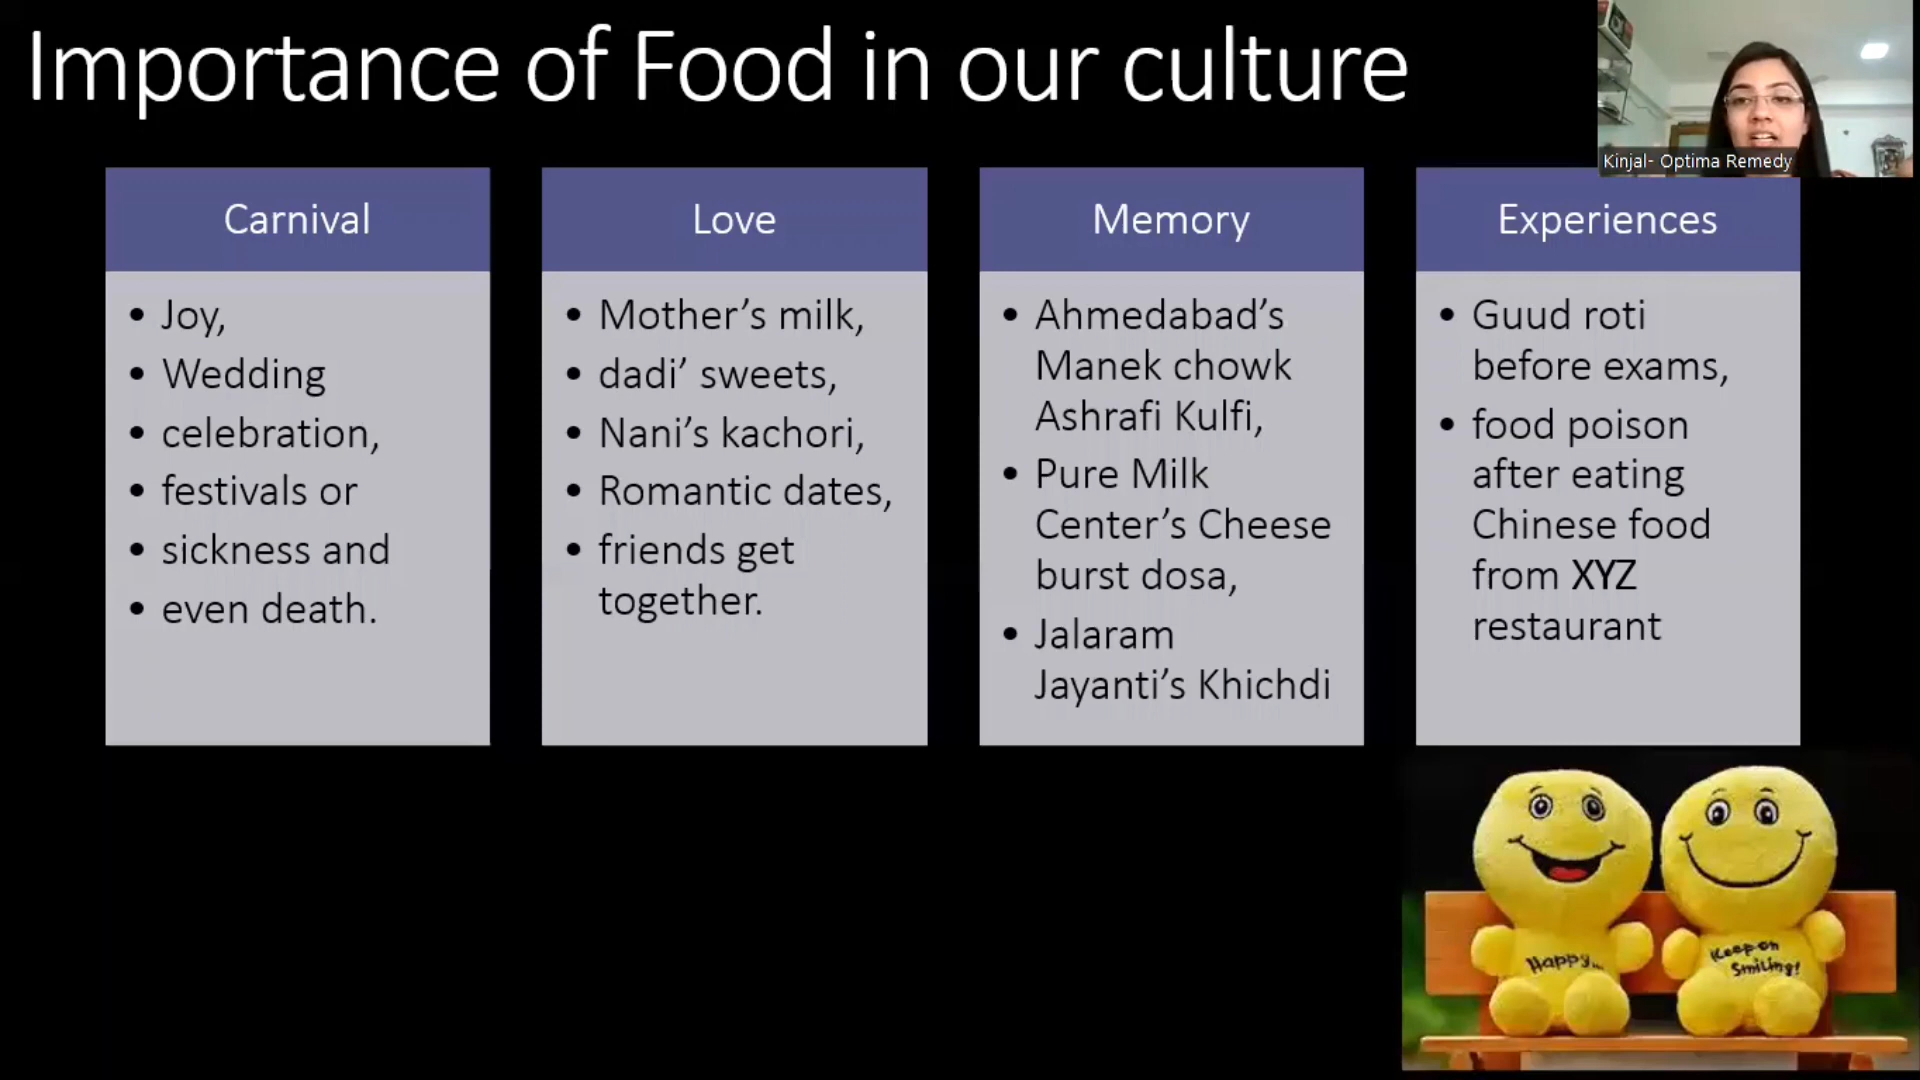 Importance of Food in our culture
Kinjal- Optima Remedy
Carnival
• Joy,
• Wedding
• celebration,
• festivals or
• sickness and
• even death.
Love
• Mother’s milk,
• dadi’ sweets,
• Nani’s kachori,
• Romantic dates,
• friends get
together.
Memory
• Ahmedabad’s
Manek chowk
Ashrafi Kulfi,
• Pure Milk
Center’s Cheese
burst dosa,
• Jalaram
Jayanti’s Khichdi
Experiences
• Guud roti
before exams,
• food poison
after eating
Chinese food
from XYZ
restaurant
Happy...
Keep on
Smiling!